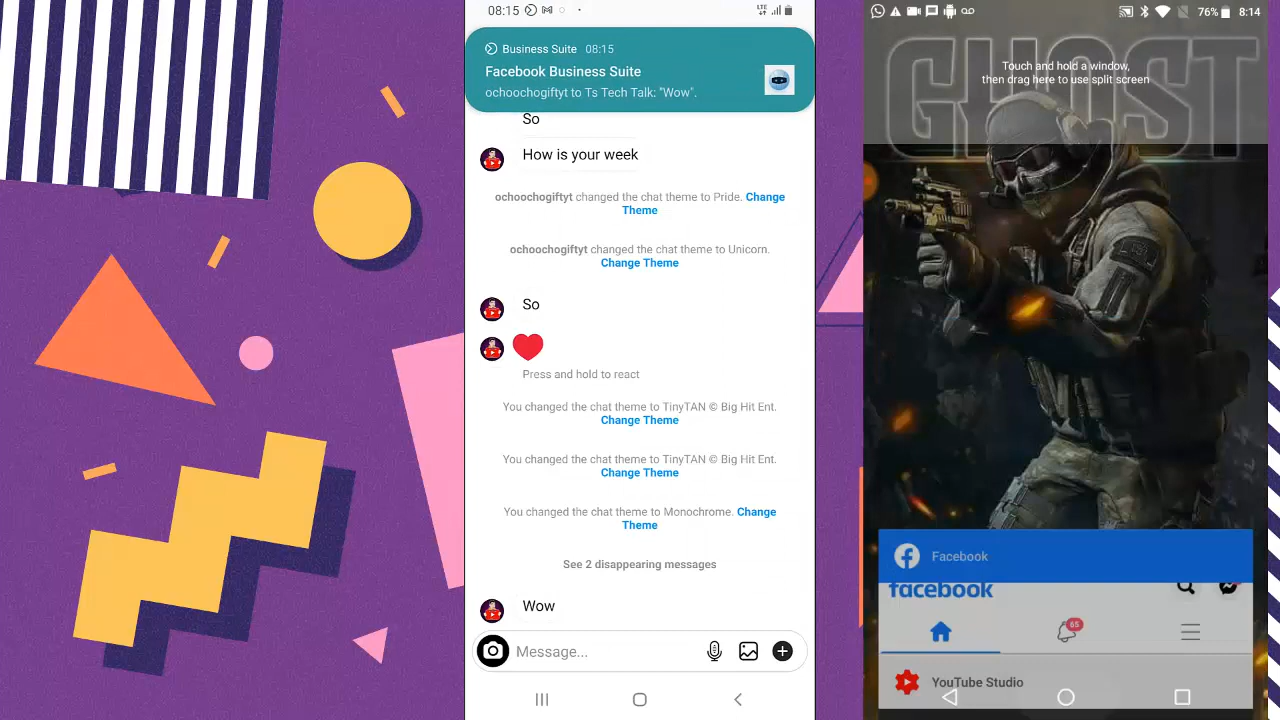 08:15
Business Suite 08:15
Facebook Business Suite
ochoochogiftyt to Ts Tech Talk: "Wow".
So
How is your week
ochoochogiftyt changed the chat theme to Pride. Change
Theme
ochoochogiftyt changed the chat theme to Unicorn.
Change Theme
So
Press and hold to react
You changed the chat theme to TinyTAN © Big Hit Ent.
Change Theme
You changed the chat theme to TinyTAN © Big Hit Ent.
Change Theme
You changed the chat theme to Monochrome. Change
Theme
See 2 disappearing messages
Wow
Message...
LTE
76% 8:14
GHOST
Touch and hold a window,
then drag here to use split screen
Facebook
facebook
65
YouTube Studio